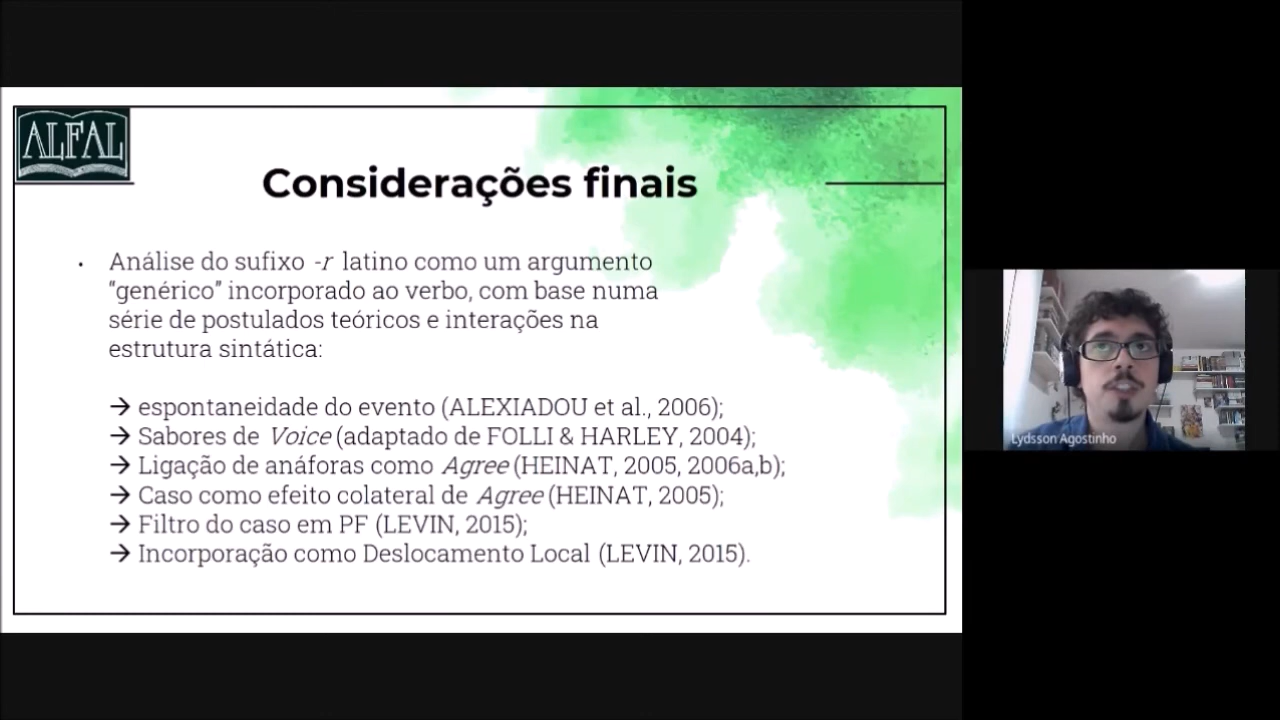 ALFAL
Considerações finais
· Análise do sufixo -r latino como um argumento
“genérico” incorporado ao verbo, com base numa
série de postulados teóricos e interações na
estrutura sintática:
→ espontaneidade do evento (ALEXIADOU et al., 2006);
→ Sabores de Voice (adaptado de FOLLI & HARLEY, 2004);
→ Ligação de anáforas como Agree (HEINAT, 2005, 2006a,b);
→ Caso como efeito colateral de Agree (HEINAT, 2005);
→ Filtro do caso em PF (LEVIN, 2015);
→ Incorporação como Deslocamento Local (LEVIN, 2015).
Lydsson Agostinho